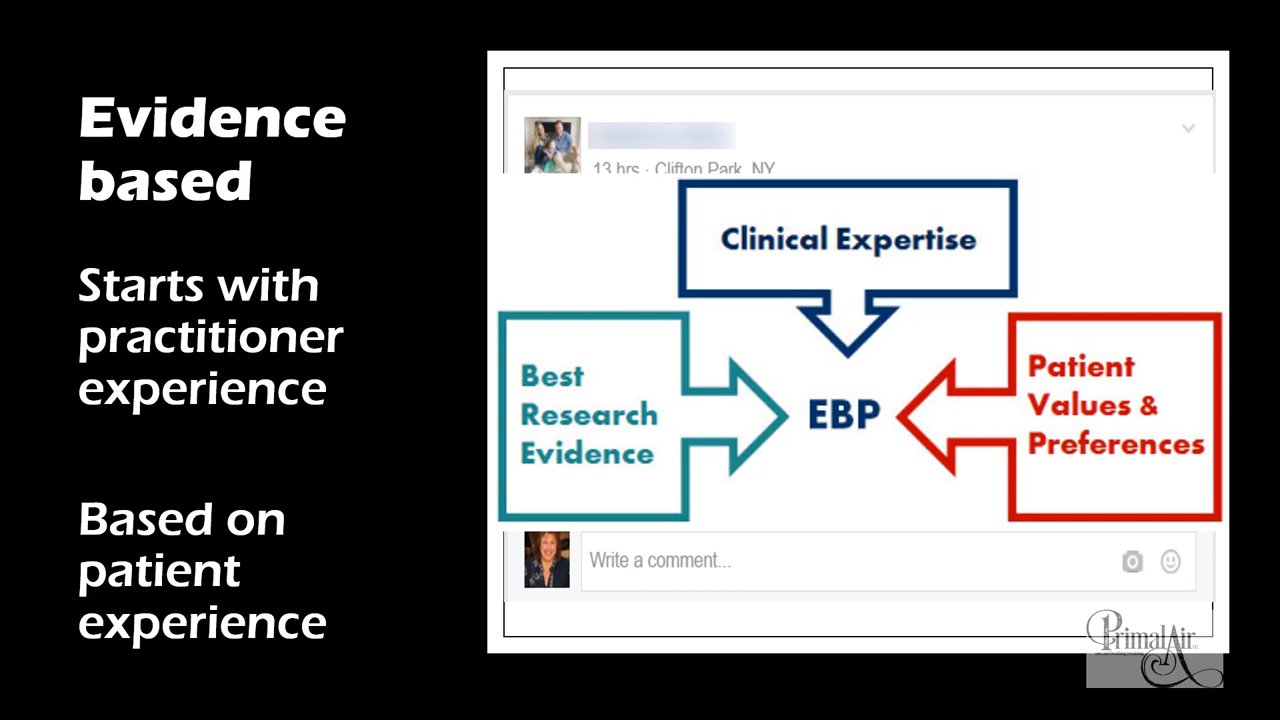 Evidence
based
Starts with
practitioner
experience
Based on
patient
experience
13 hrs · Clifton Park, NY
Clinical Expertise
Best
Research
Evidence
EBP
Patient
Values &
Preferences
Write a comment...
PrimalAir